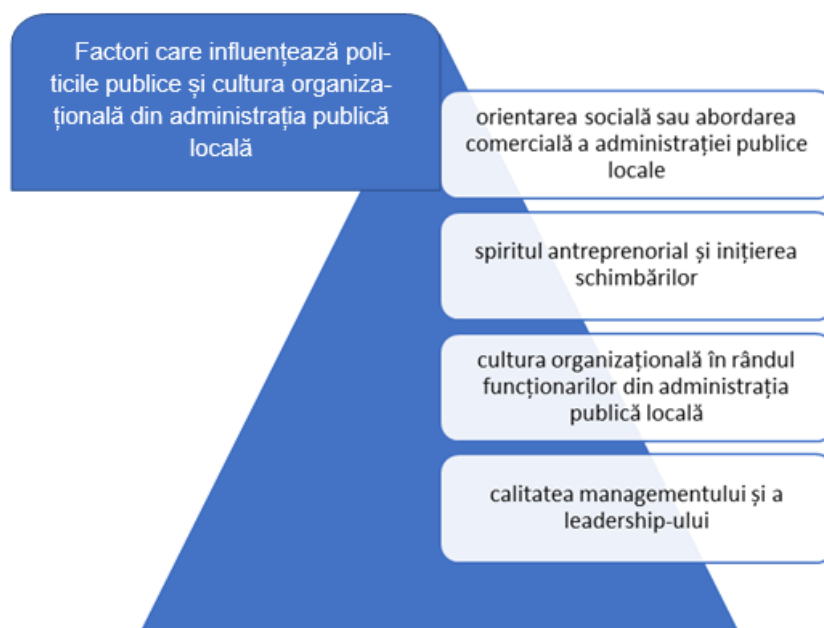 Factori care influențează poli-
ticile publice și cultura organiza-
țională din administrația publică
locală
orientarea socială sau abordarea
comercială a administrației publice
locale
spiritul antreprenorial și inițierea
schimbărilor
cultura organizațională în rândul
funcționarilor din administrația
publică locală
calitatea managementului și a
leadership-ului